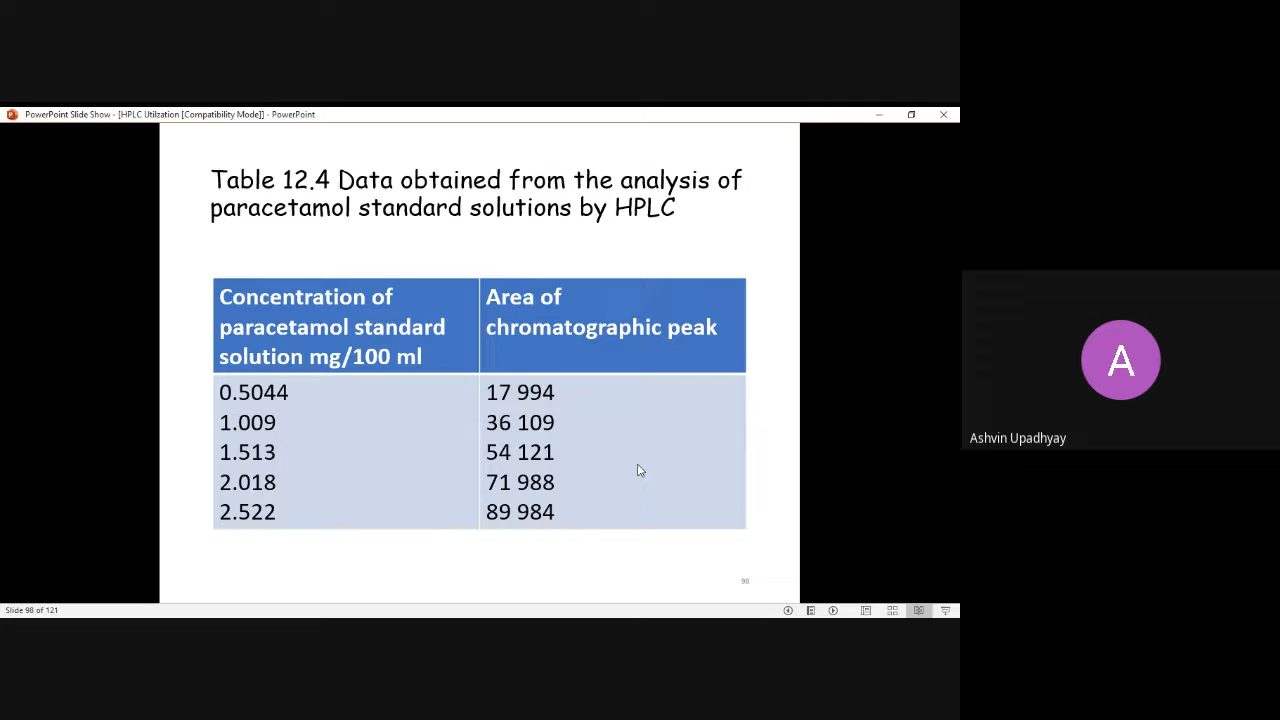 PowerPoint Slide Show - [HPLC Utilzation [Compatibility Mode]] - PowerPoint
Table 12.4 Data obtained from the analysis of
paracetamol standard solutions by HPLC
Concentration of
paracetamol standard
solution mg/100 ml
Area of
chromatographic peak
0.5044
17 994
1.009
36 109
1.513
54 121
2.018
71 988
2.522
89 984
98
Slide 98 of 121
A
Ashvin Upadhyay